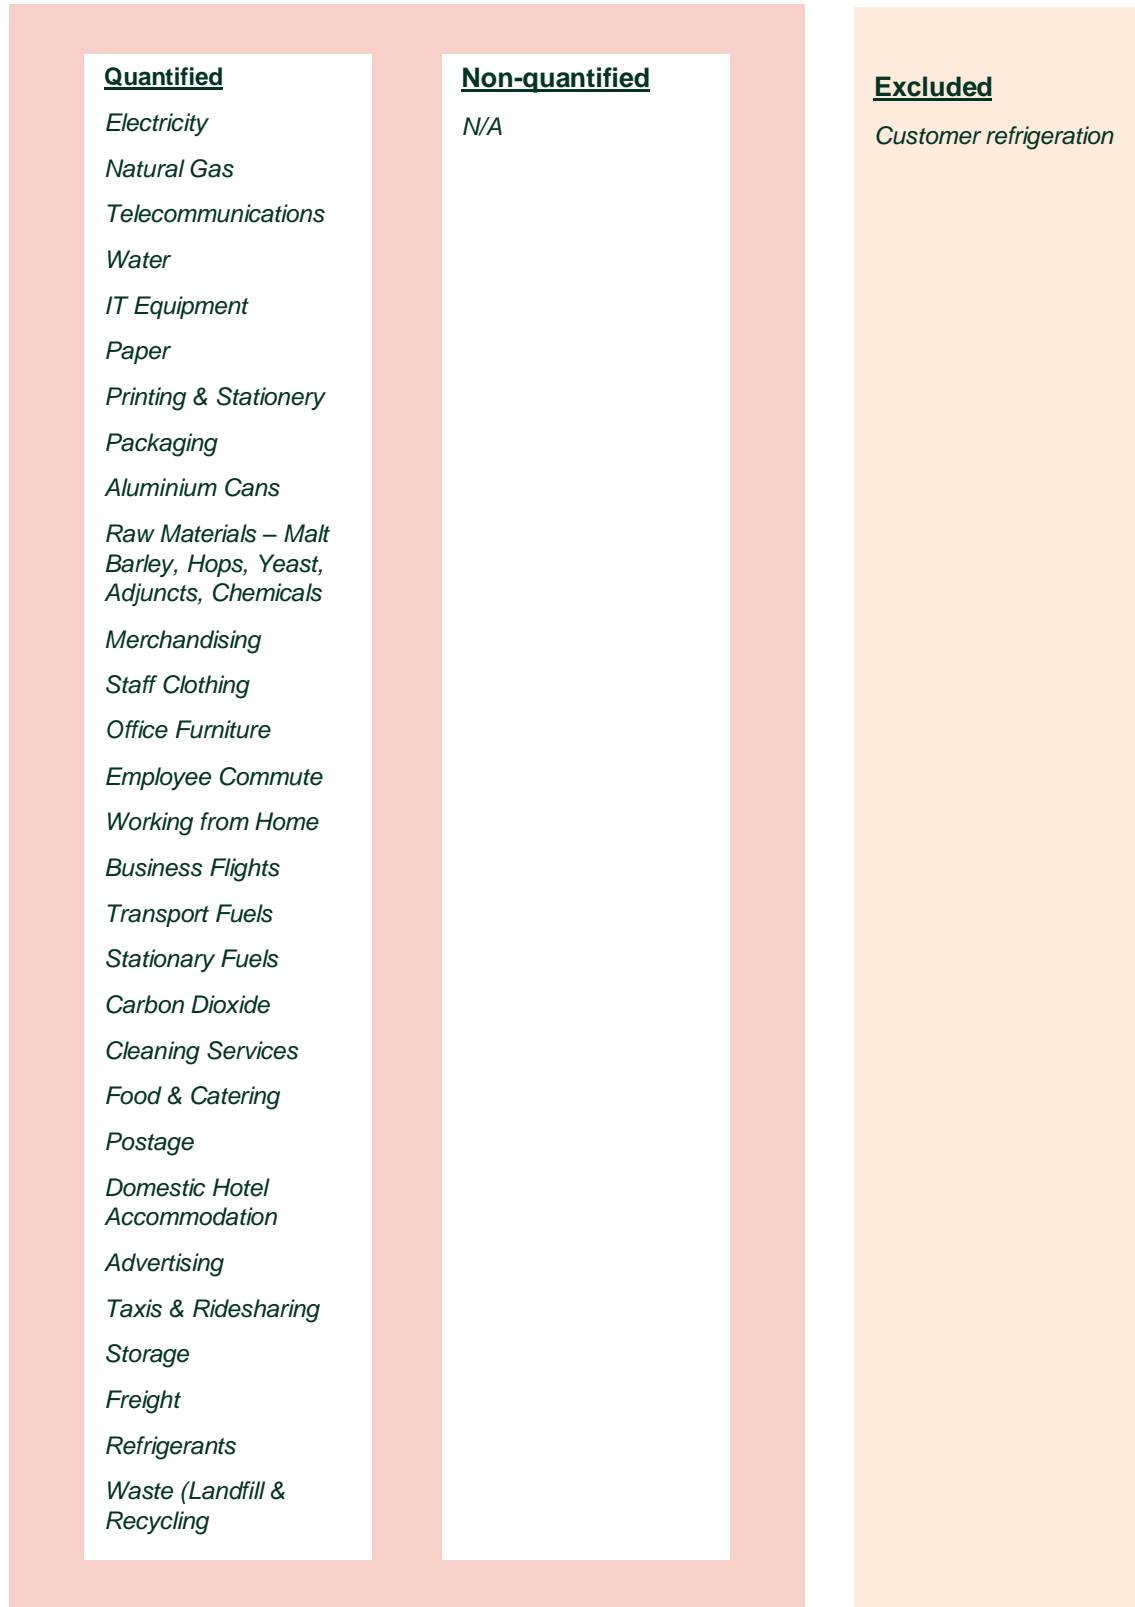 Quantified
Electricity
Natural Gas
Telecommunications
Water
IT Equipment
Paper
Printing & Stationery
Packaging
Aluminium Cans
Raw Materials – Malt
Barley, Hops, Yeast,
Adjuncts, Chemicals
Merchandising
Staff Clothing
Office Furniture
Employee Commute
Working from Home
Business Flights
Transport Fuels
Stationary Fuels
Carbon Dioxide
Cleaning Services
Food & Catering
Postage
Domestic Hotel
Accommodation
Advertising
Taxis & Ridesharing
Storage
Freight
Refrigerants
Waste (Landfill &
Recycling
Non-quantified
N/A
Excluded
Customer refrigeration